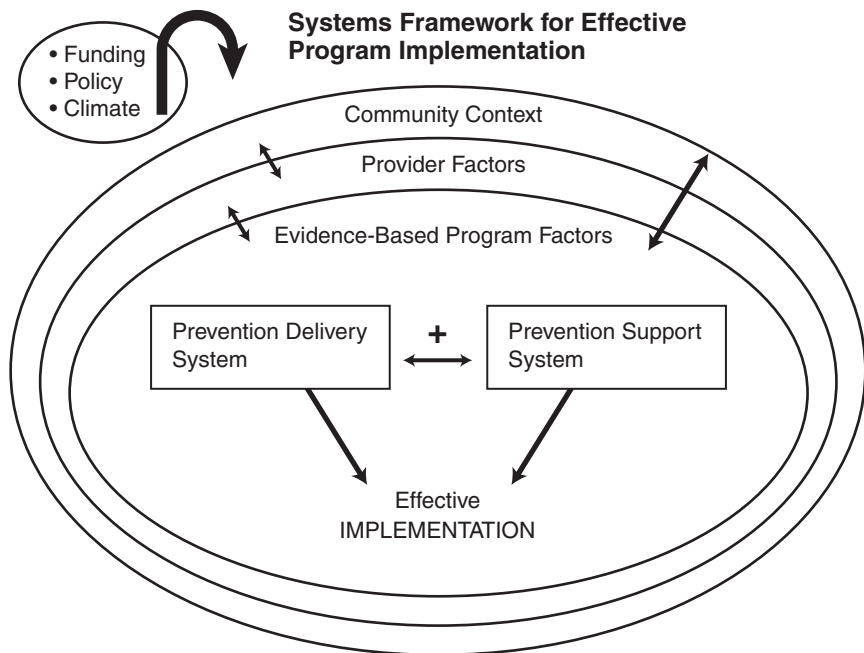 Systems Framework for Effective
Program Implementation
• Funding
• Policy
• Climate
Community Context
Provider Factors
Evidence-Based Program Factors
Prevention Delivery
System
+
Prevention Support
System
Effective
IMPLEMENTATION